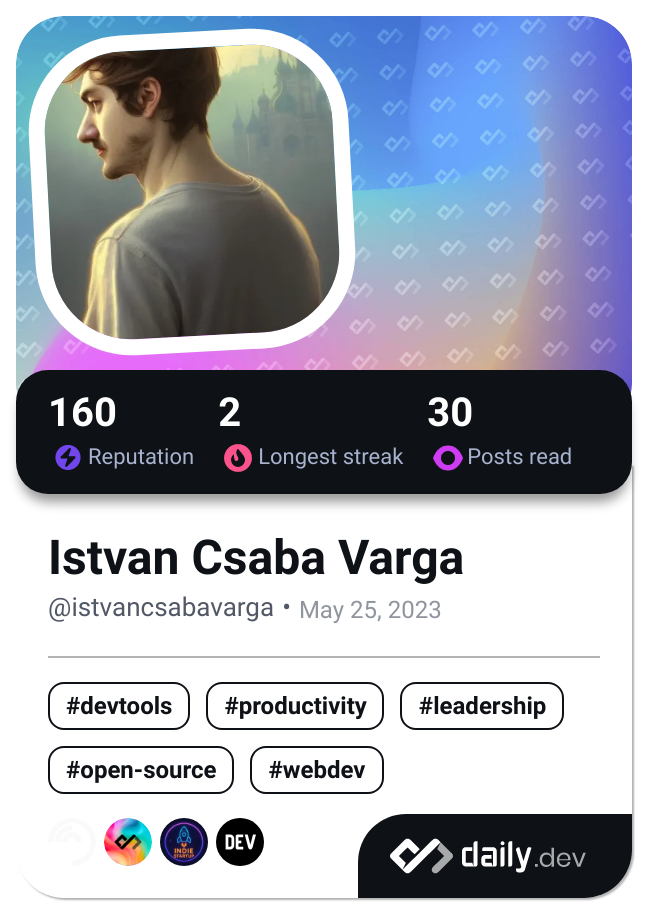 160 2 30
Reputation Longest streak Posts read
Istvan Csaba Varga
@istvancsabavarga • May 25, 2023
#devtools #productivity #leadership
#open-source #webdev
INDIE STARTUP DEV
daily.dev